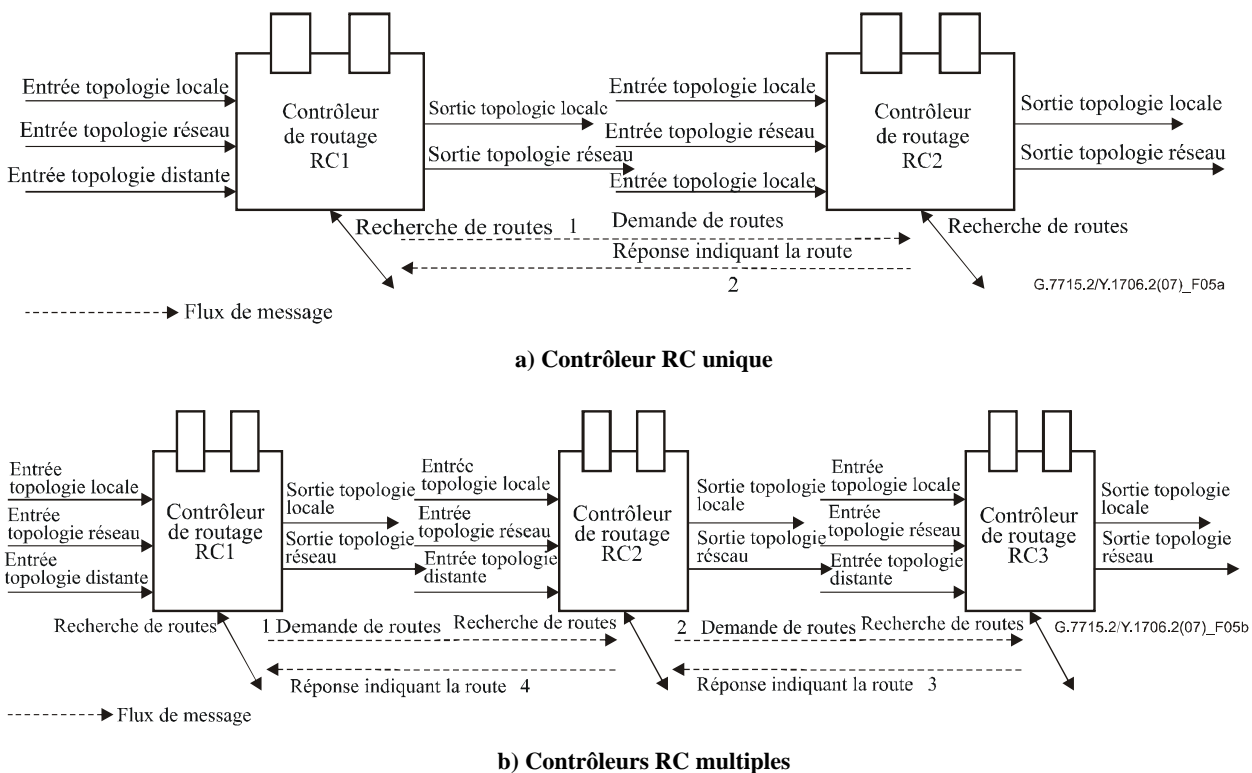 Entrée topologie locale
Entrée topologie réseau
Entrée topologie distante
Contrôleur
de routage
RC1
Sortie topologie locale
Sortie topologie réseau
Entrée topologie locale
Entrée topologie réseau
Entrée topologie locale
Contrôleur
de routage
RC2
Sortie topologie locale
Sortie topologie réseau
Recherche de routes 1 Demande de routes
Recherche de routes
Réponse indiquant la route
2
G.7715.2/Y.1706.2(07)_F05a
Flux de message
a) Contrôleur RC unique
Entrée
topologie locale
Entrée
topologie réseau
Entrée
topologie distante
Contrôleur
de routage
RC1
Sortie topologie
locale
Sortie topologie
réseau
Entrée
topologie locale
Entrée
topologie réseau
Entrée topologie
distante
Contrôleur
de routage
RC2
Sortie topologie
locale
Sortie topologie
réseau
Entrée
topologie locale
Entrée
topologie réseau
Entrée topologie
distante
Contrôleur
de routage
RC3
Sortie topologie
locale
Sortie topologie
réseau
Recherche de routes
1 Demande de routes
Recherche de routes
2 Demande de routes
Recherche de routes
G.7715.2/Y.1706.2(07)_F05b
Réponse indiquant la route 4
Réponse indiquant la route 3
Flux de message
b) Contrôleurs RC multiples